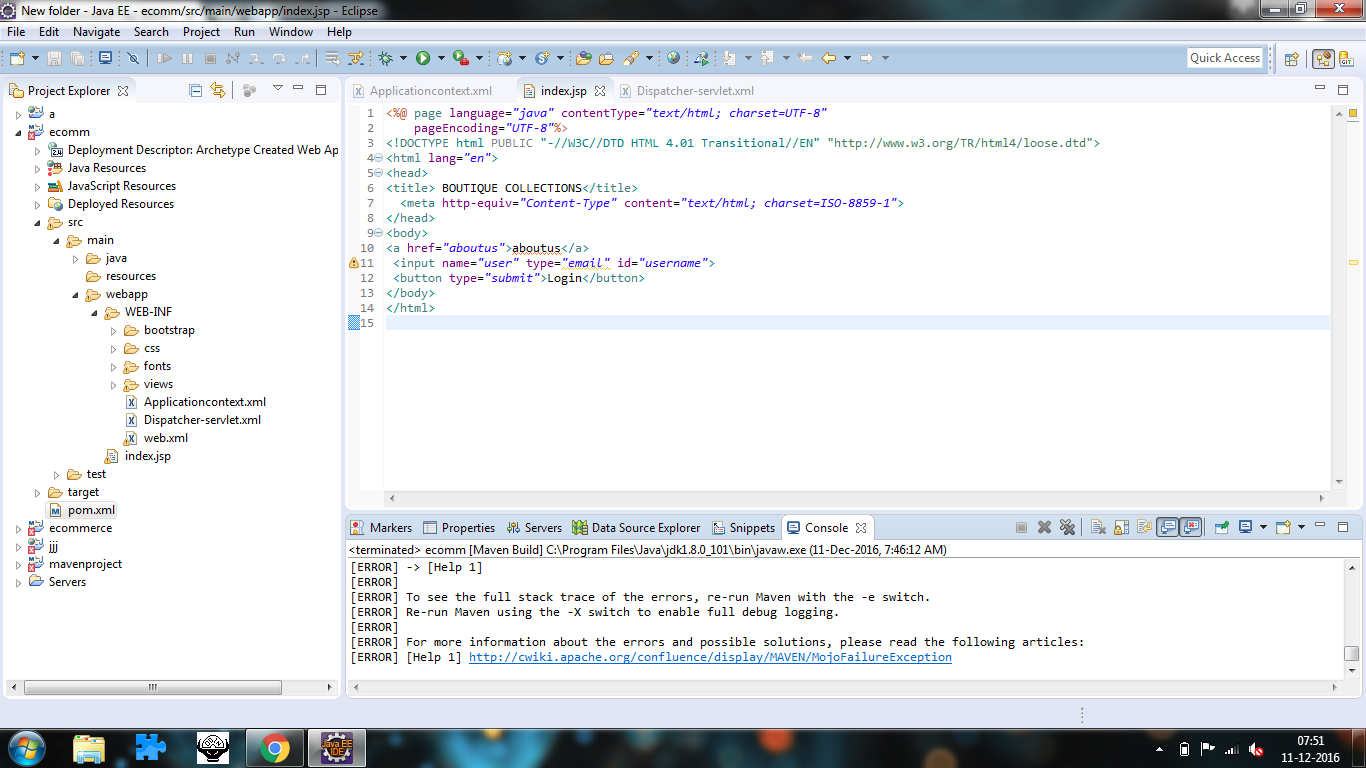 New folder - Java EE - ecomm/src/main/webapp/index.jsp - Eclipse
File Edit Navigate Search Project Run Window Help
Quick Access
Project Explorer
a
ecomm
Deployment Descriptor: Archetype Created Web Ap
Java Resources
JavaScript Resources
Deployed Resources
src
main
java
resources
webapp
WEB-INF
bootstrap
css
fonts
views
Applicationcontext.xml
Dispatcher-servlet.xml
web.xml
index.jsp
test
target
pom.xml
ecommerce
jjj
mavenproject
Servers
Applicationcontext.xml index.jsp Dispatcher-servlet.xml
1 <%@ page language="java" contentType="text/html; charset=UTF-8"
2 pageEncoding="UTF-8"%>
3 <!DOCTYPE html PUBLIC "-//W3C//DTD HTML 4.01 Transitional//EN" "http://www.w3.org/TR/html4/loose.dtd">
4 <html lang="en">
5 <head>
6 <title> BOUTIQUE COLLECTIONS</title>
7 <meta http-equiv="Content-Type" content="text/html; charset=ISO-8859-1">
8 </head>
9 <body>
10 <a href="aboutus">aboutus</a>
11 <input name="user" type="email" id="username">
12 <button type="submit">Login</button>
13 </body>
14 </html>
15
Markers Properties Servers Data Source Explorer Snippets Console
<terminated> ecomm [Maven Build] C:\Program Files\Java\jdk1.8.0_101\bin\javaw.exe (11-Dec-2016, 7:46:12 AM)
[ERROR] -> [Help 1]
[ERROR]
[ERROR] To see the full stack trace of the errors, re-run Maven with the -e switch.
[ERROR] Re-run Maven using the -X switch to enable full debug logging.
[ERROR]
[ERROR] For more information about the errors and possible solutions, please read the following articles:
[ERROR] [Help 1] http://cwiki.apache.org/confluence/display/MAVEN/MojoFailureException
Java EE
IDE
07:51
11-12-2016